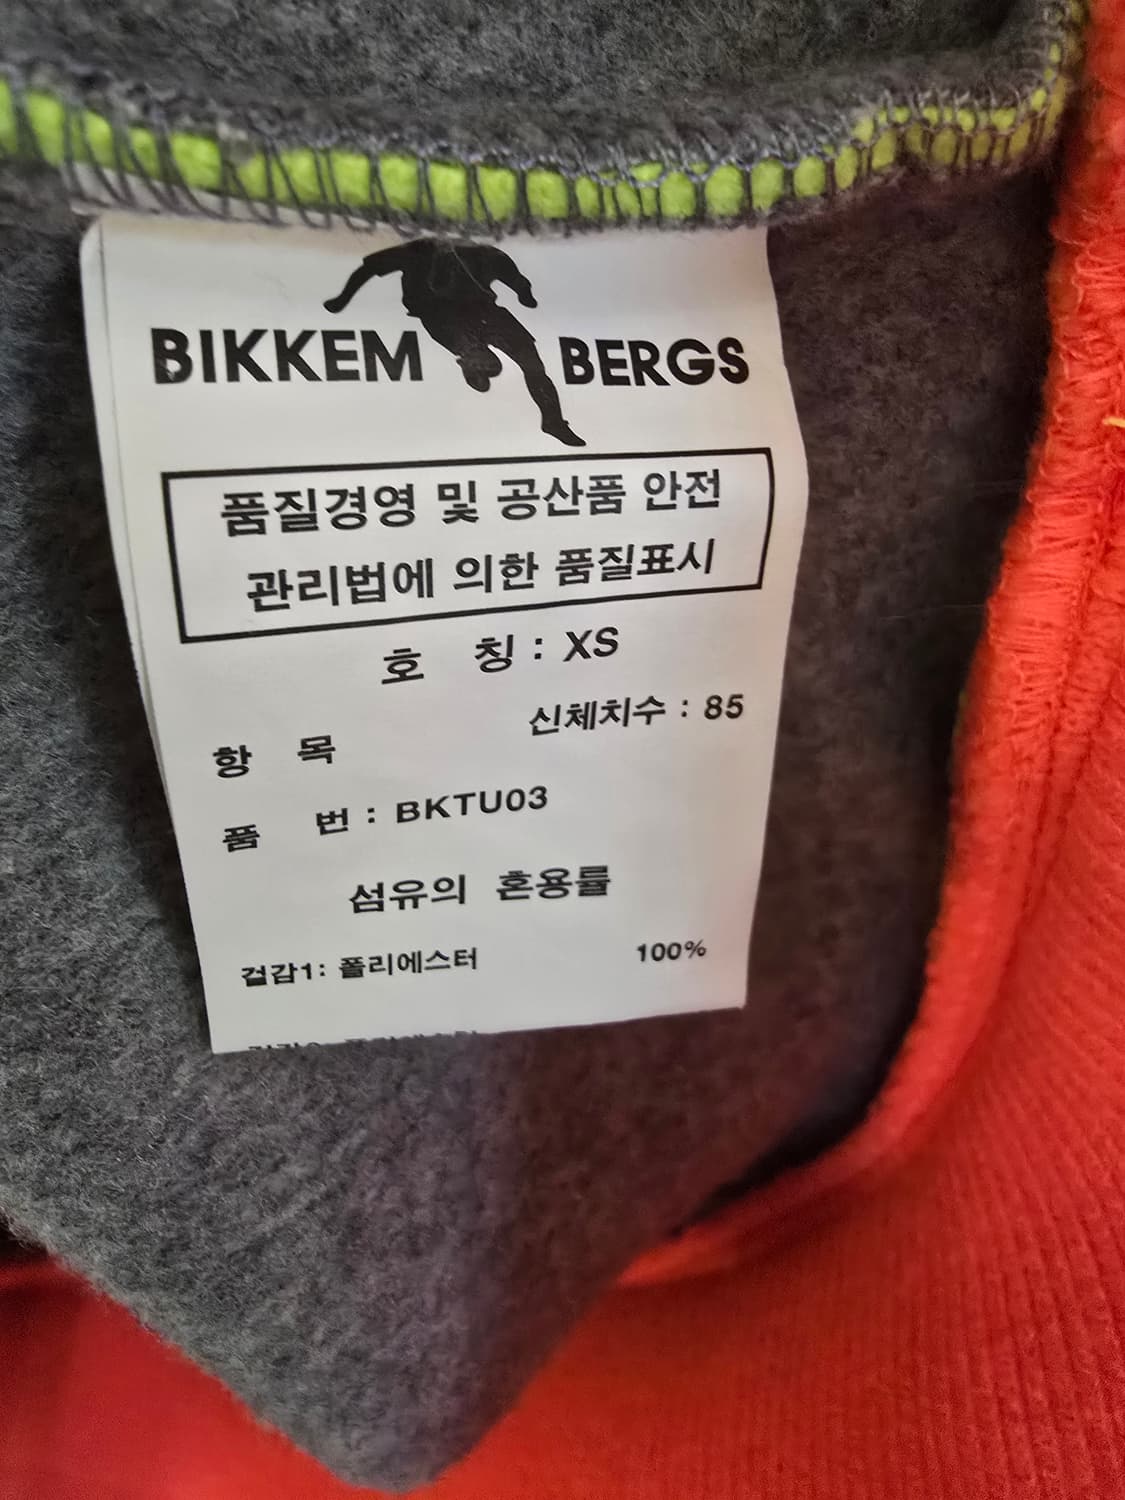 BIKKEM BERGS
품질경영 및 공산품 안전
관리법에 의한 품질표시
호 칭 : XS
신체치수 : 85
항 목
품 번 : BKTU03
섬유의 혼용률
겉감1: 폴리에스터 100%